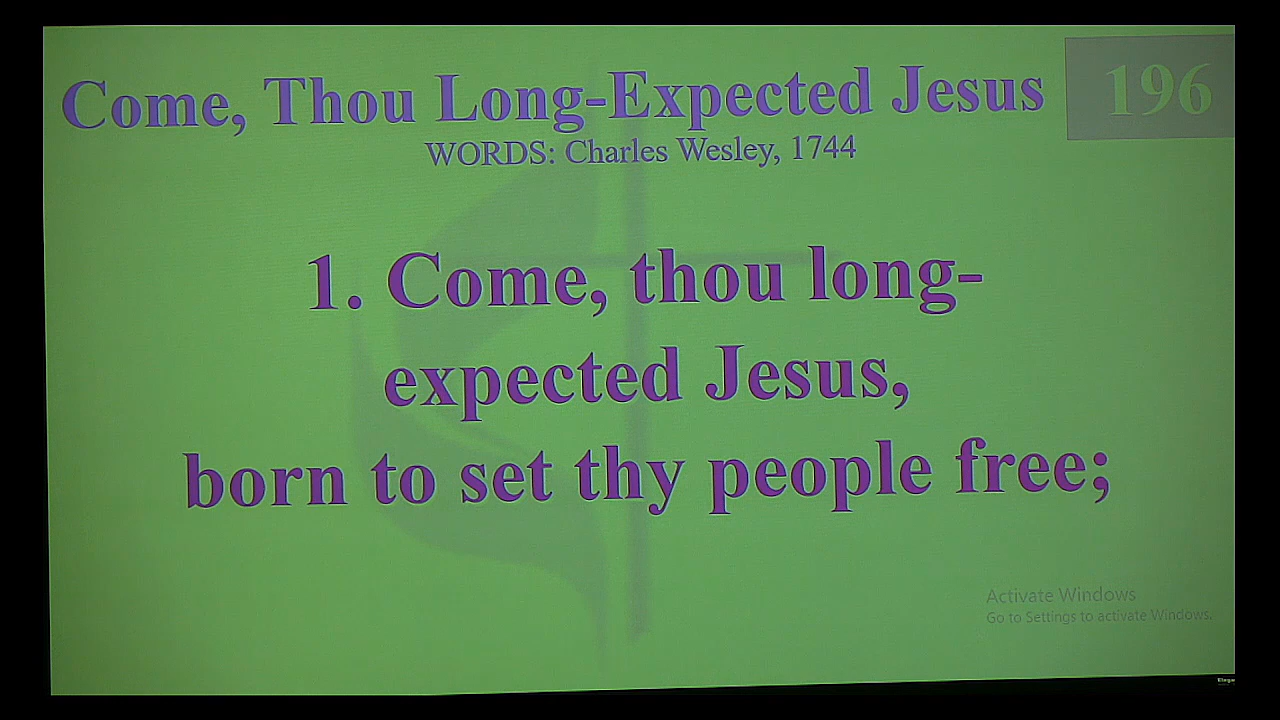 Come, Thou Long-Expected Jesus
196
WORDS: Charles Wesley, 1744
1. Come, thou long-
expected Jesus,
born to set thy people free;
Activate Windows
Go to Settings to activate Windows.